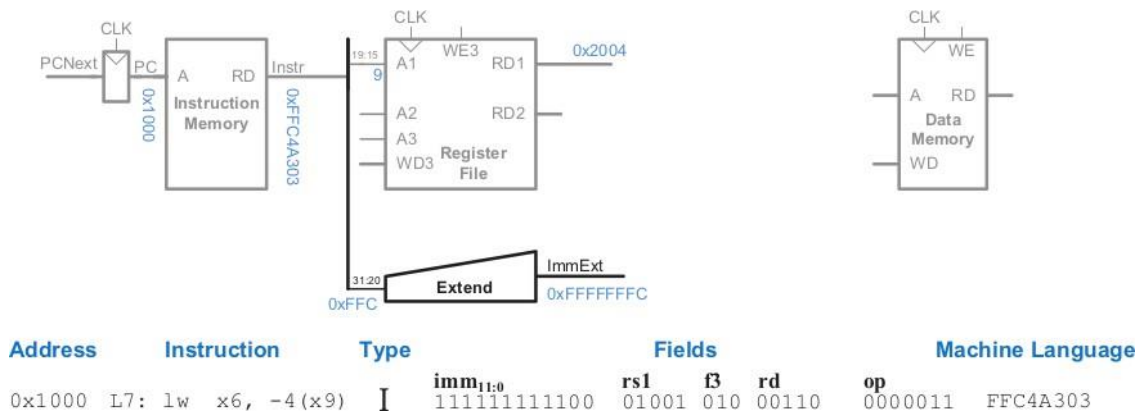 CLK CLK CLK
PCNext PC A RD Instr 19:15 A1 WE3 RD1 0x2004 WE
9
0x1000
Instruction
Memory
0xFFC4A303
A2 RD2
A3
WD3 Register
File
A RD
Data
Memory
WD
31:20 Extend ImmExt
0xFFC 0xFFFFFFFC
Address Instruction Type Fields Machine Language
imm11:0 rs1 f3 rd op
0x1000 L7: lw x6, -4(x9) I 111111111100 01001 010 00110 0000011 FFC4A303